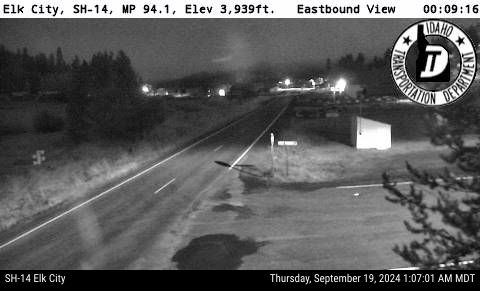 Elk City, SH-14, MP 94.1, Elev 3,939ft. Eastbound View 00:09:16
IDAHO
TRANSPORTATION DEPARTMENT
SH-14 Elk City Thursday, September 19, 2024 1:07:01 AM MDT